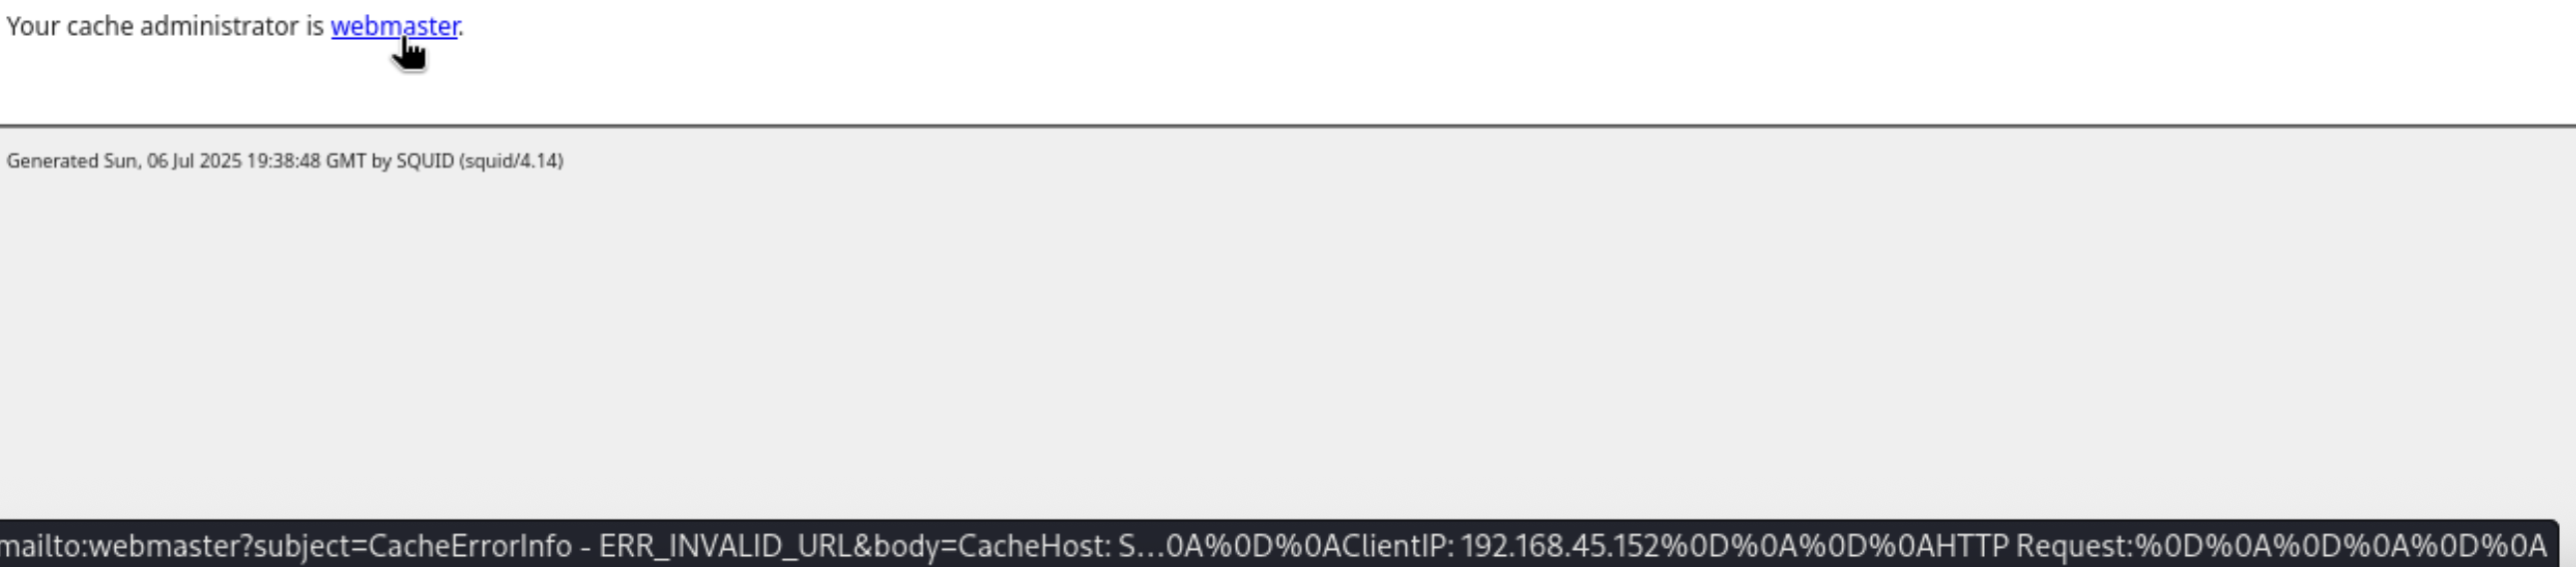 Your cache administrator is webmaster.
Generated Sun, 06 Jul 2025 19:38:48 GMT by SQUID (squid/4.14)
mailto:webmaster?subject=CacheErrorInfo - ERR_INVALID_URL&body=CacheHost: S...0A%0D%0AClientIP: 192.168.45.152%0D%0A%0D%0AHTTP Request:%0D%0A%0D%0A%0D%0A